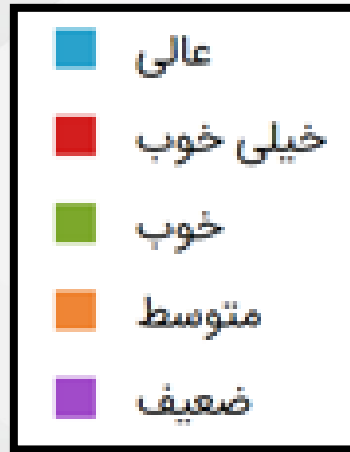 عالی
خیلی خوب
خوب
متوسط
ضعیف